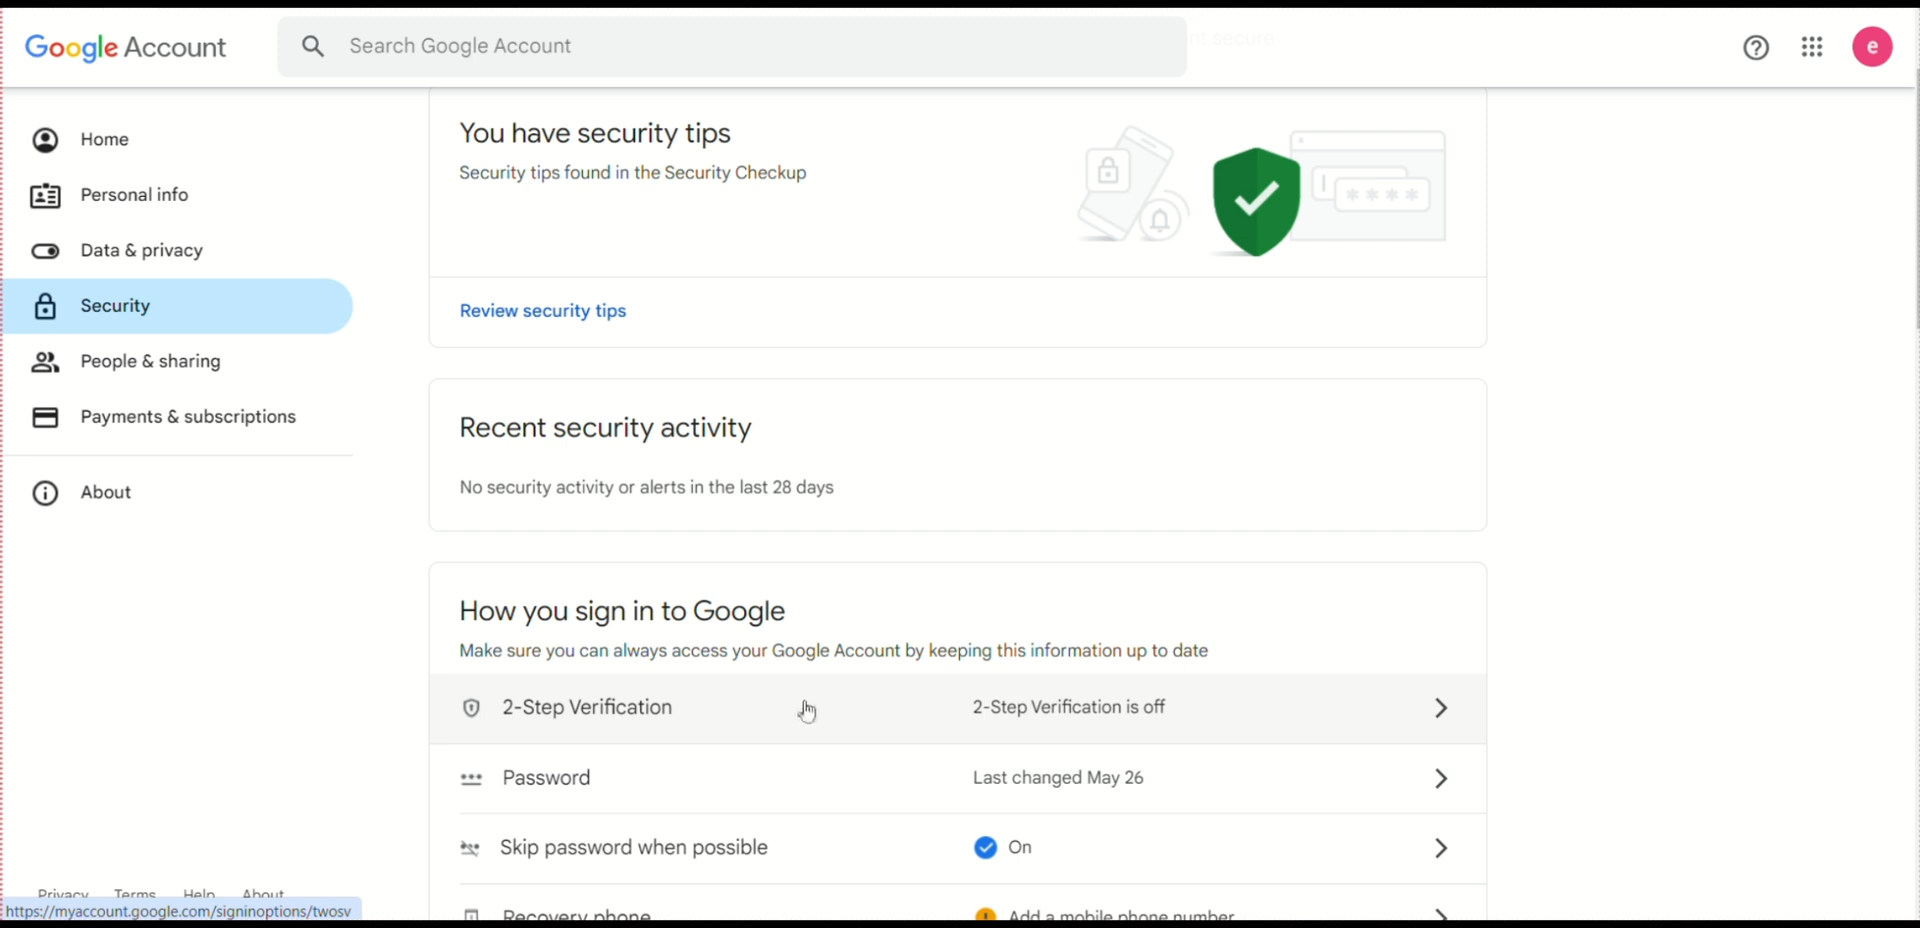 Google Account
Search Google Account
nt secure
e
Home
Personal info
Data & privacy
Security
People & sharing
Payments & subscriptions
About
You have security tips
Security tips found in the Security Checkup
****
Review security tips
Recent security activity
No security activity or alerts in the last 28 days
How you sign in to Google
Make sure you can always access your Google Account by keeping this information up to date
2-Step Verification 2-Step Verification is off
Password Last changed May 26
Skip password when possible On
Recovery phone Add a mobile phone number
Privacy Terms Help About
https://myaccount.google.com/signinoptions/twosv